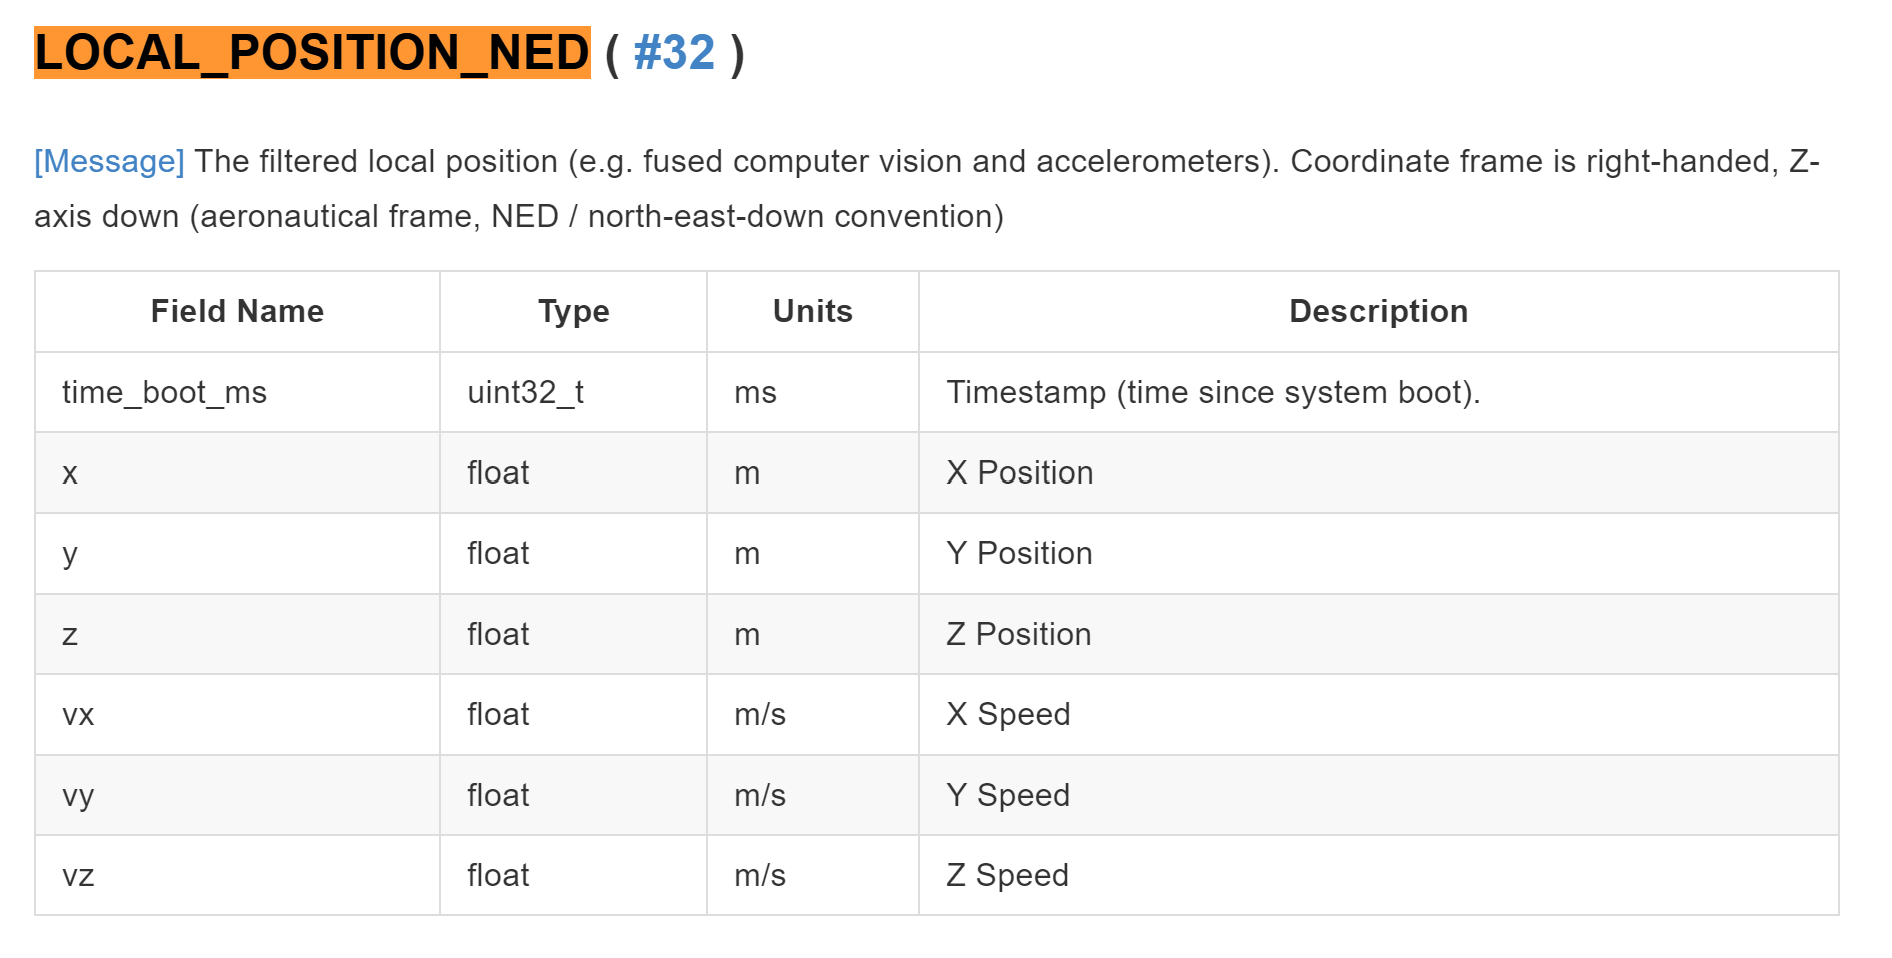 LOCAL_POSITION_NED ( #32 )
[Message] The filtered local position (e.g. fused computer vision and accelerometers). Coordinate frame is right-handed, Z-
axis down (aeronautical frame, NED / north-east-down convention)
Field Name Type Units Description
time_boot_ms uint32_t ms Timestamp (time since system boot).
x float m X Position
y float m Y Position
z float m Z Position
vx float m/s X Speed
vy float m/s Y Speed
vz float m/s Z Speed